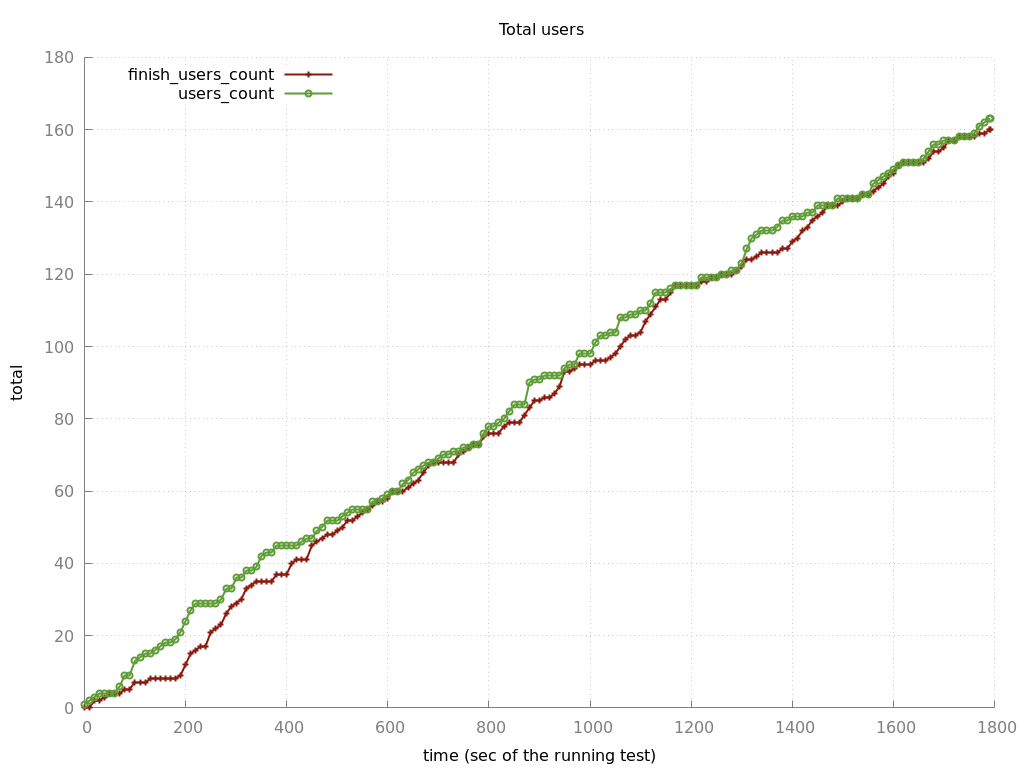 Total users
180
160
140
120
100
80
60
40
20
0
finish_users_count
users_count
total
0 200 400 600 800 1000 1200 1400 1600 1800
time (sec of the running test)